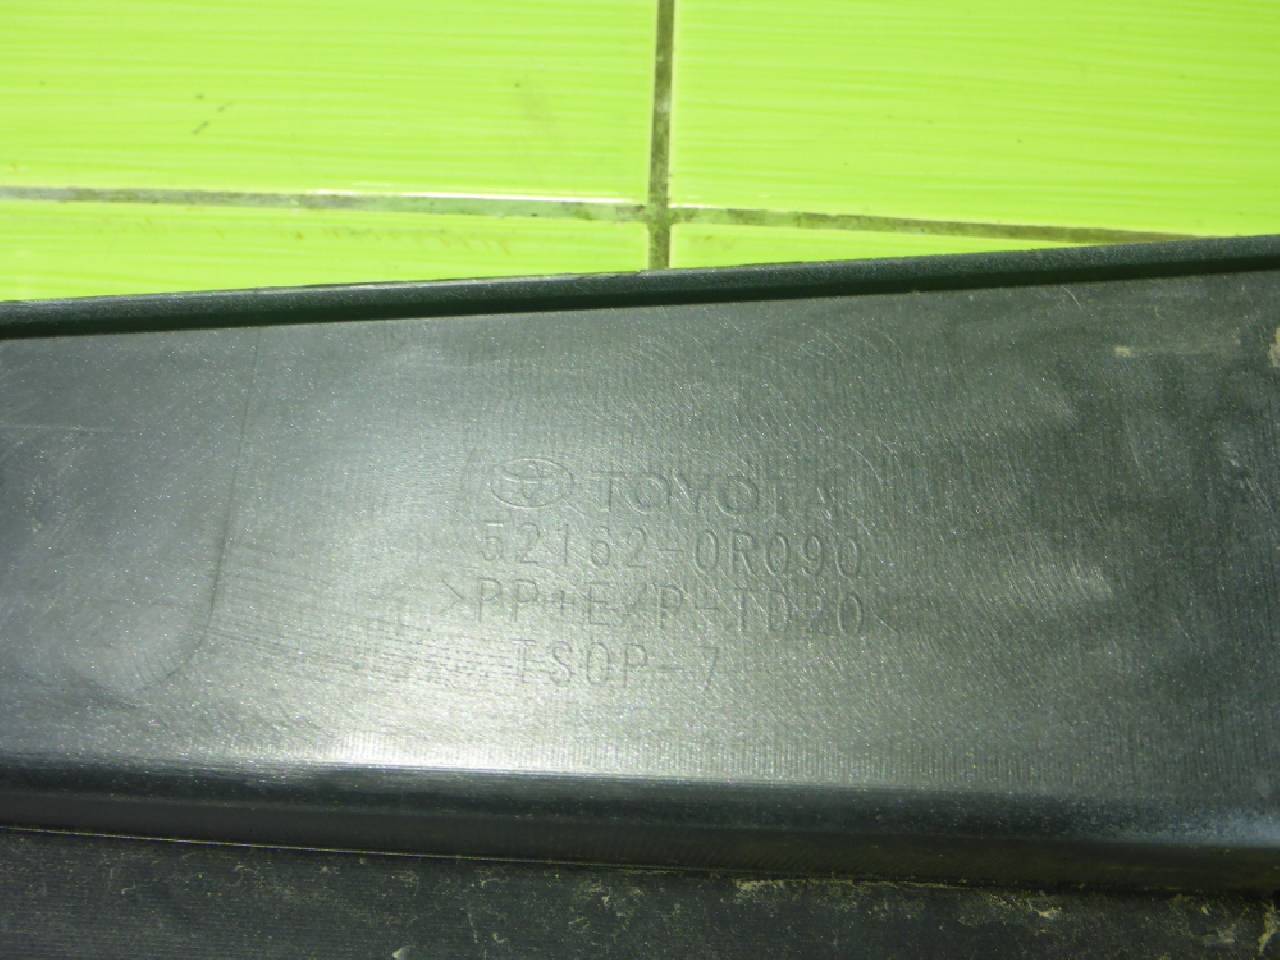 TOYOTA
52162-0R090
>PP+E/P-TD20<
TSOP-7